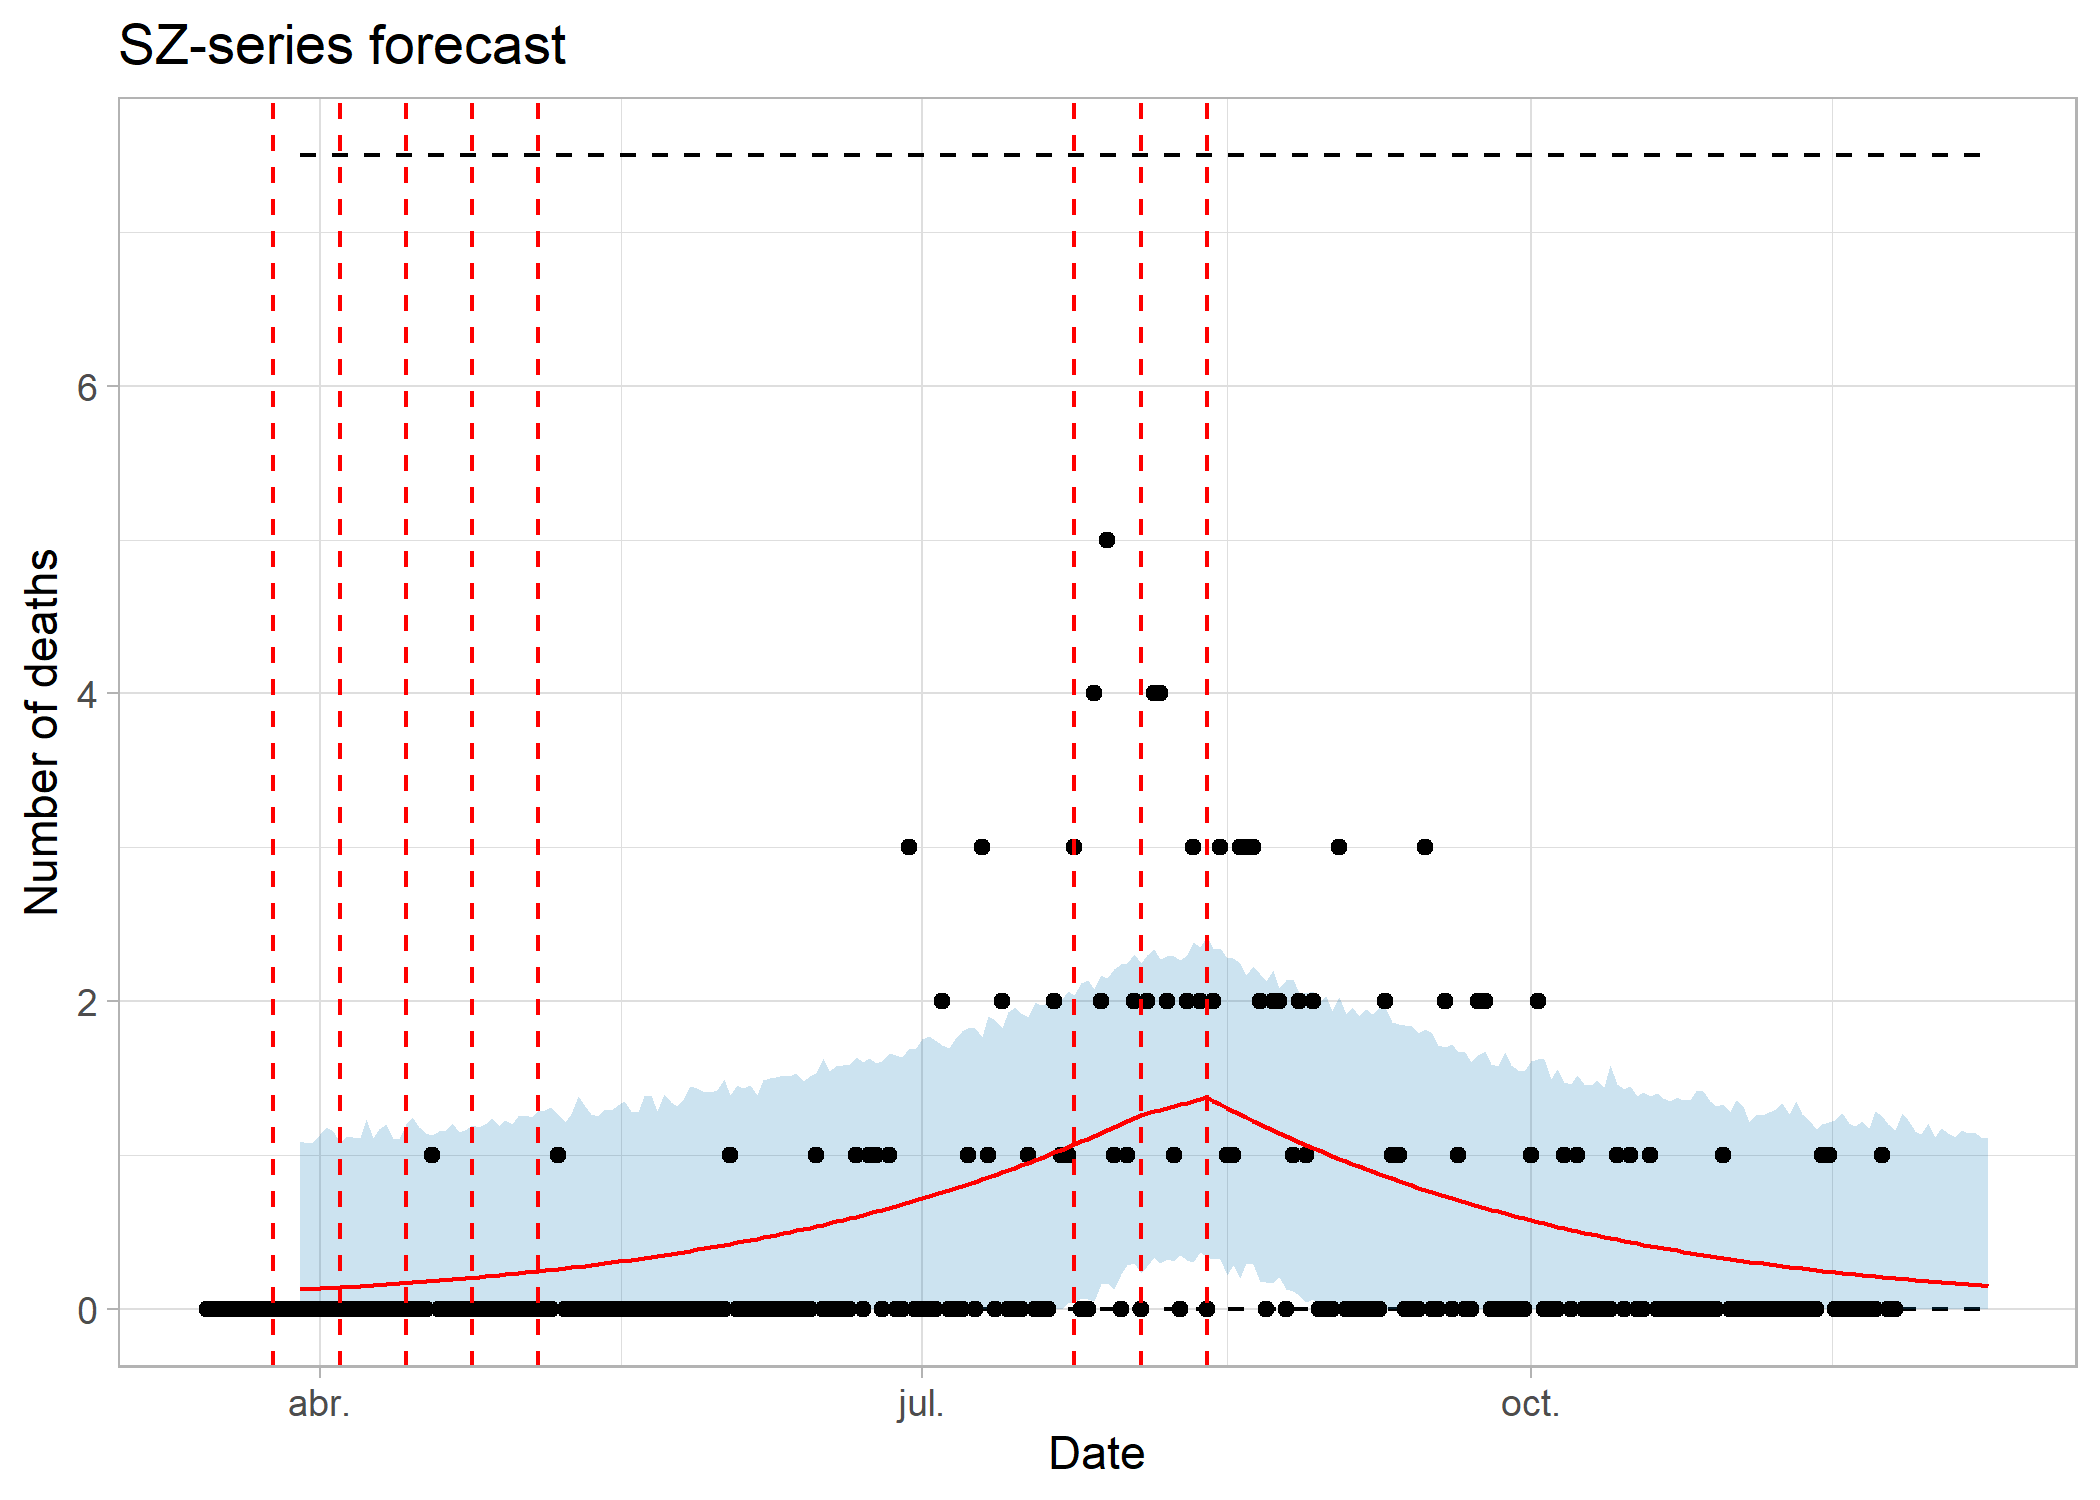 SZ-series forecast
Number of deaths
6
4
2
0
abr.
jul.
oct.
Date